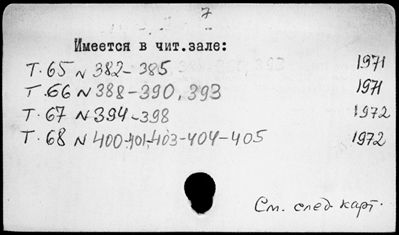 7
Имеется в чит.зале:
Т.65 N 382-385 1971
Т.66 N 388-390, 393 1971
Т.67 N 394-398 1972
Т.68 N 400-401-403-404-405 1972
См. след. карт.